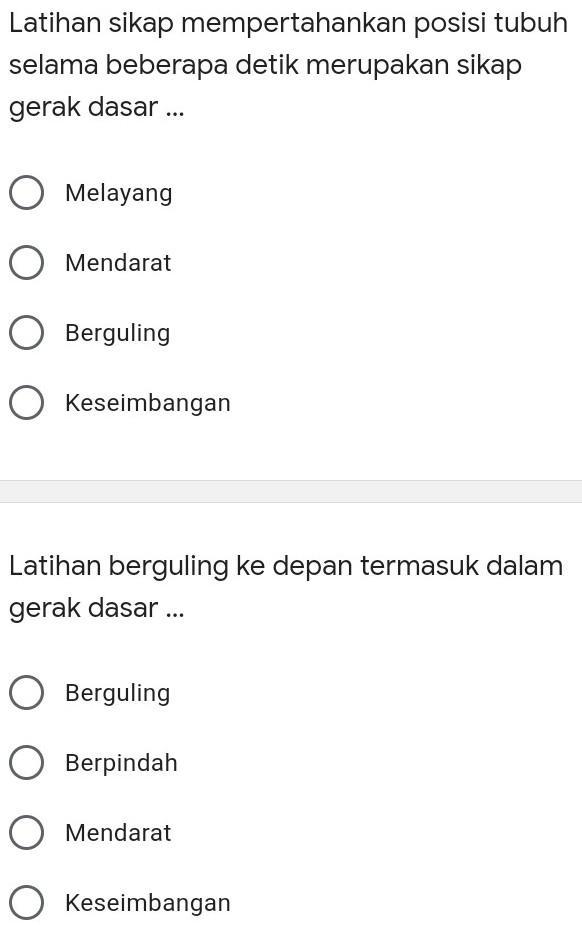 Latihan sikap mempertahankan posisi tubuh
selama beberapa detik merupakan sikap
gerak dasar ...
Melayang
Mendarat
Berguling
Keseimbangan
Latihan berguling ke depan termasuk dalam
gerak dasar ...
Berguling
Berpindah
Mendarat
Keseimbangan